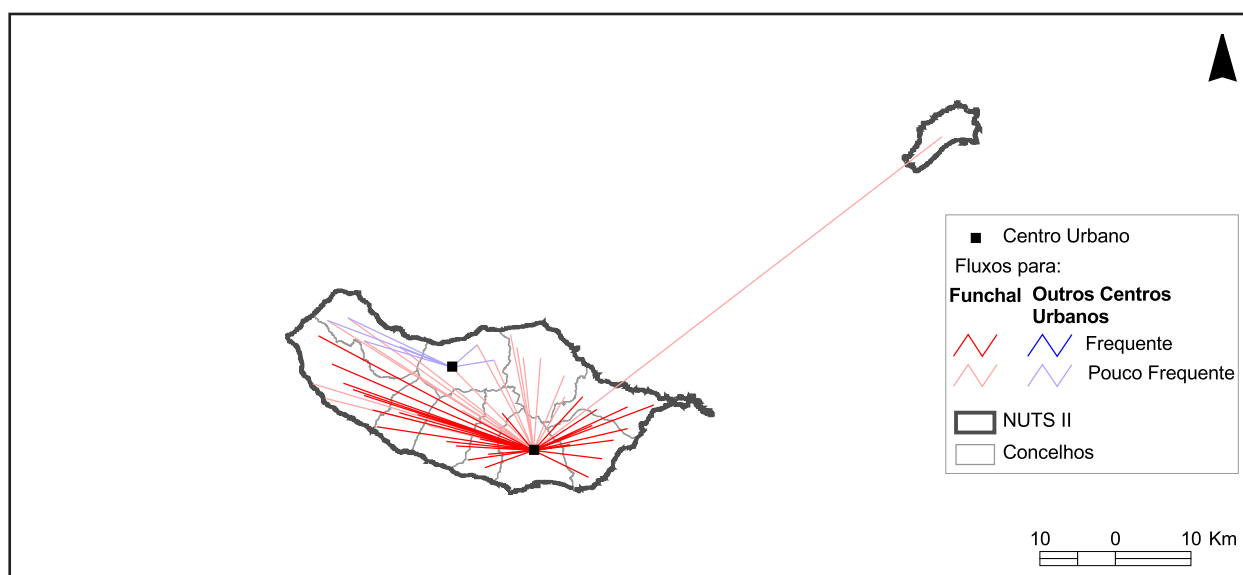 Centro Urbano
Fluxos para:
Funchal Outros Centros
Urbanos
Frequente
Pouco Frequente
NUTS II
Concelhos
10 0 10 Km